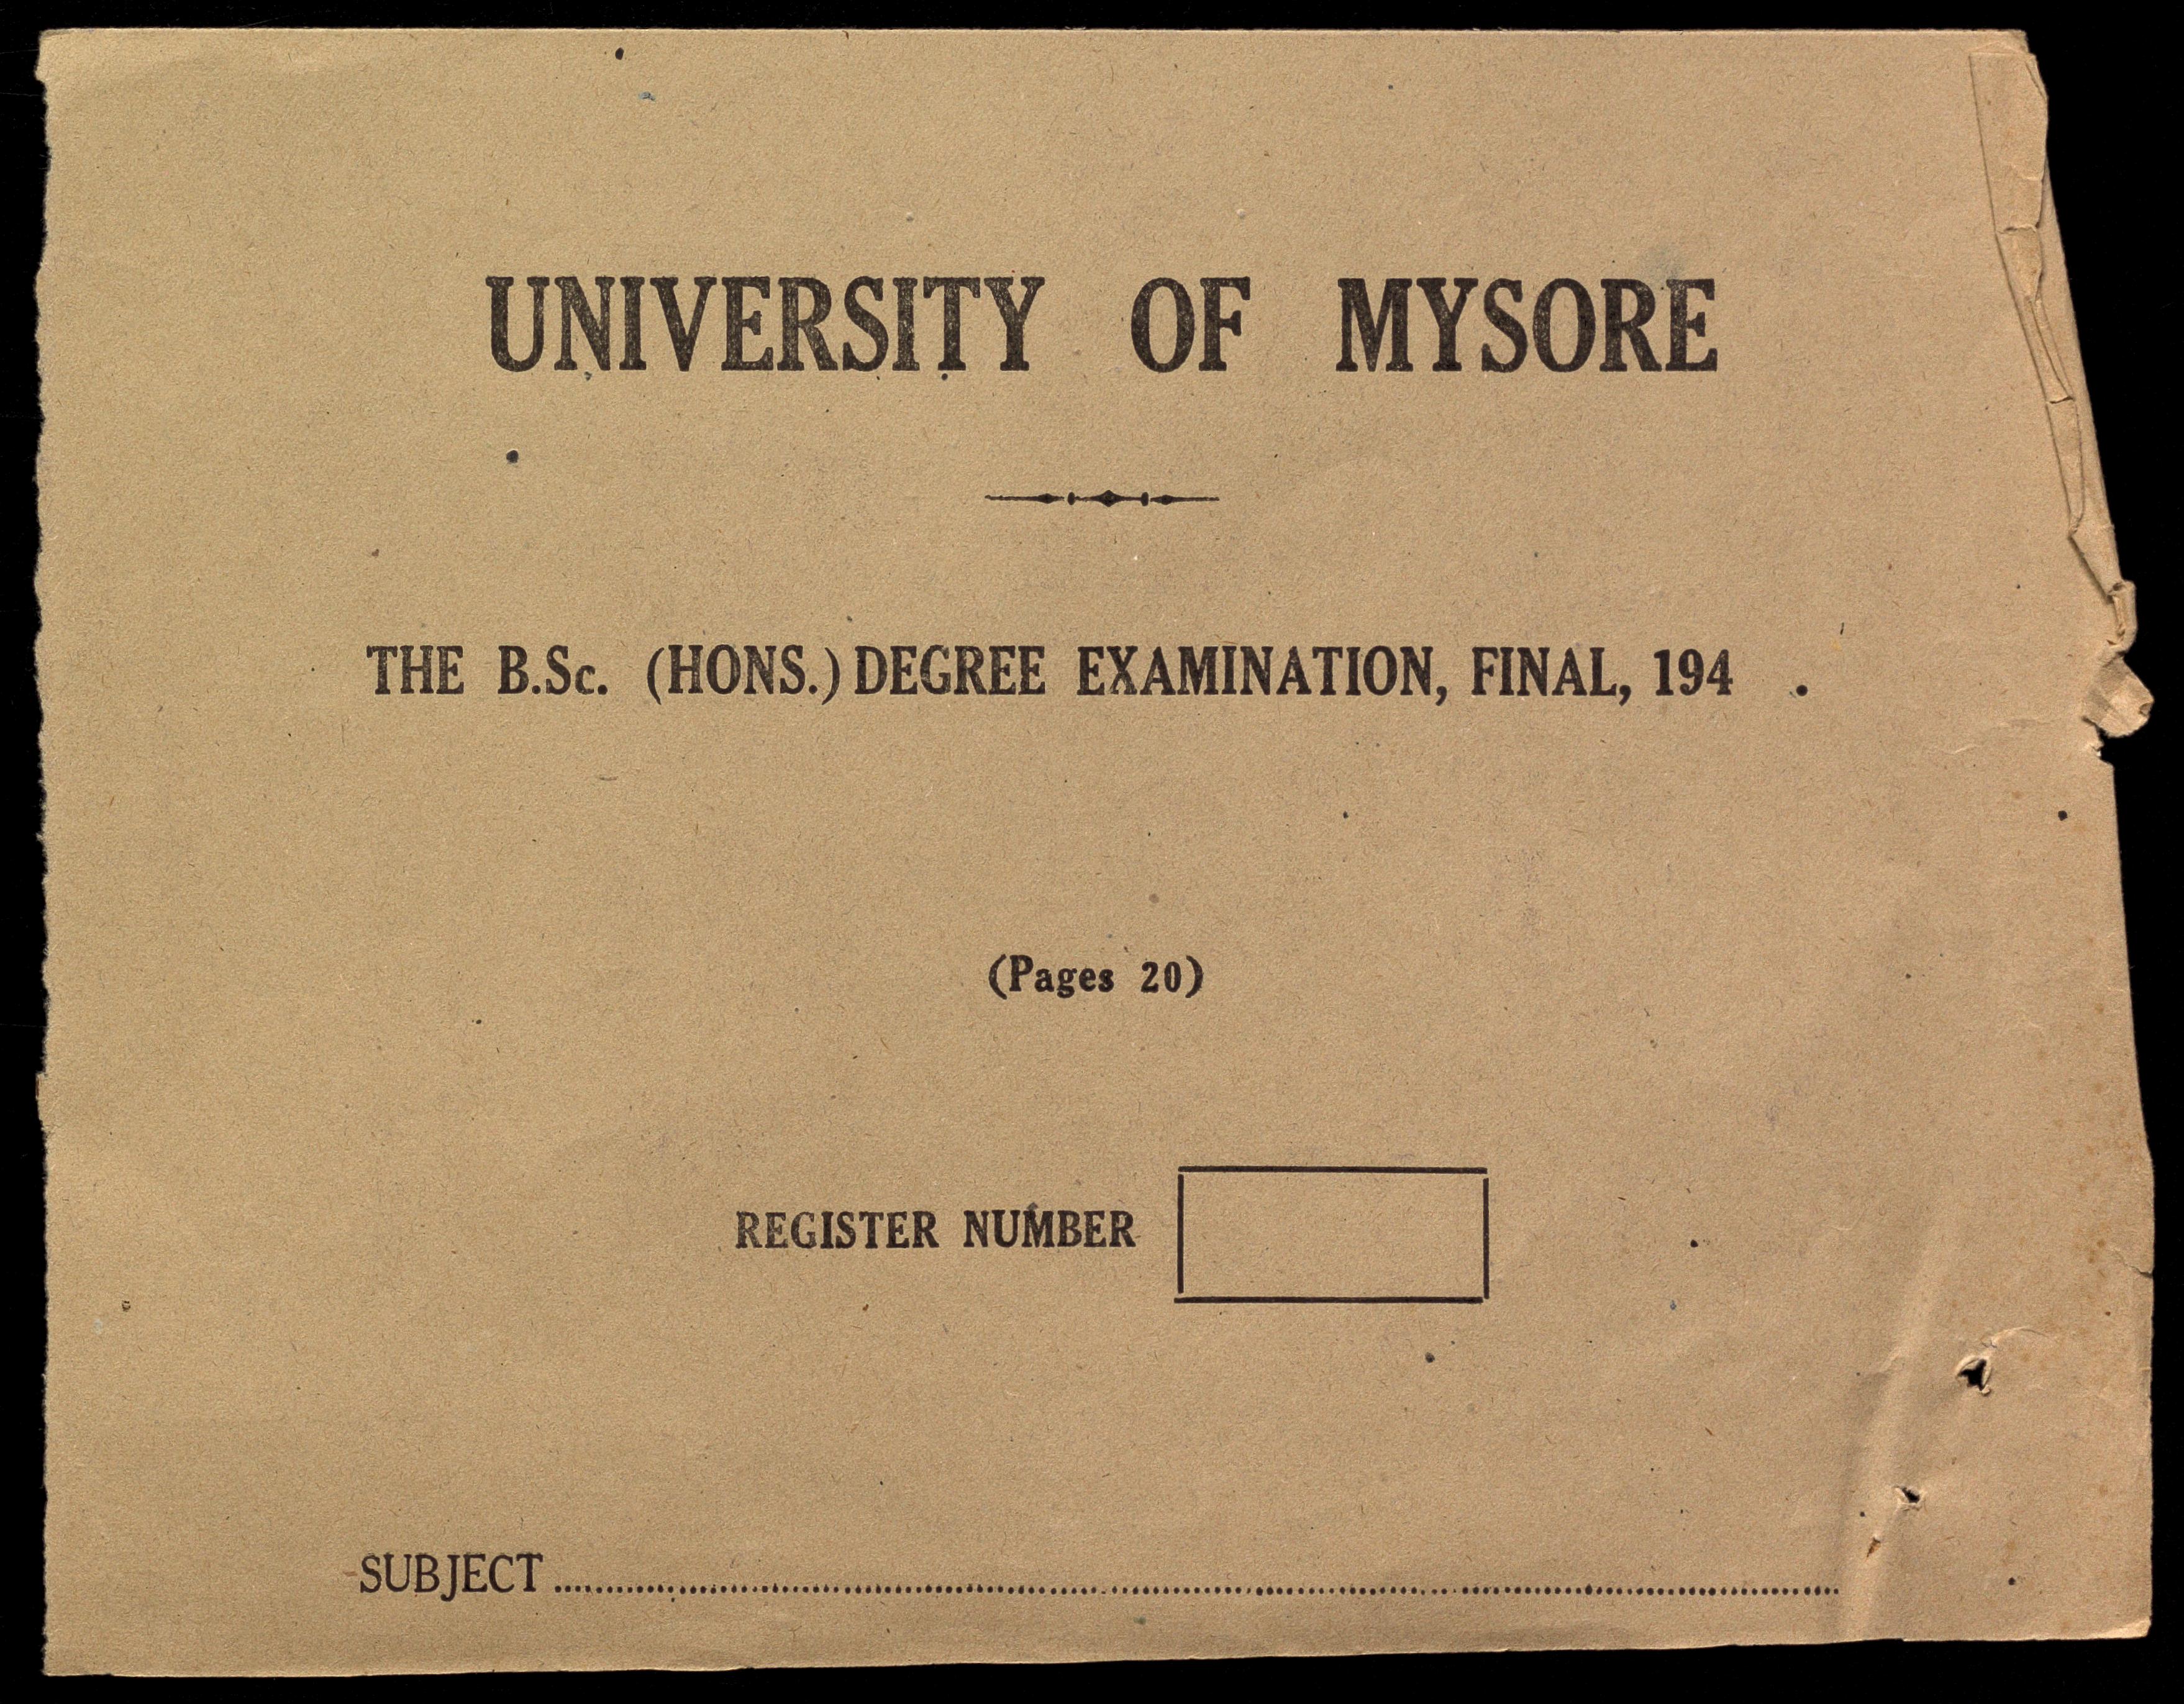 UNIVERSITY OF MYSORE
THE B.Sc. (HONS.) DEGREE EXAMINATION, FINAL, 194 .
(Pages 20)
REGISTER NUMBER
SUBJECT..........................................................................................